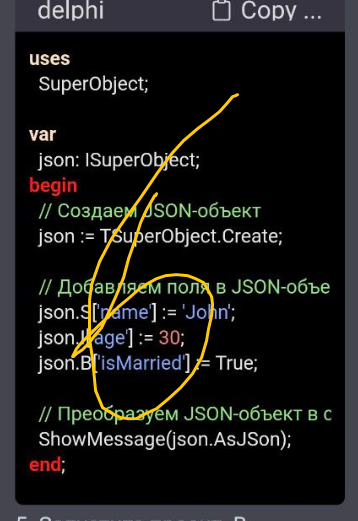 delphi Copy ...
uses
SuperObject;
var
json: ISuperObject;
begin
// Создаем JSON-объект
json := TSuperObject.Create;
// Добавляем поля в JSON-объе
json.S['name'] := 'John';
json.I['age'] := 30;
json.B['isMarried'] := True;
// Преобразуем JSON-объект в с
ShowMessage(json.AsJSon);
end;